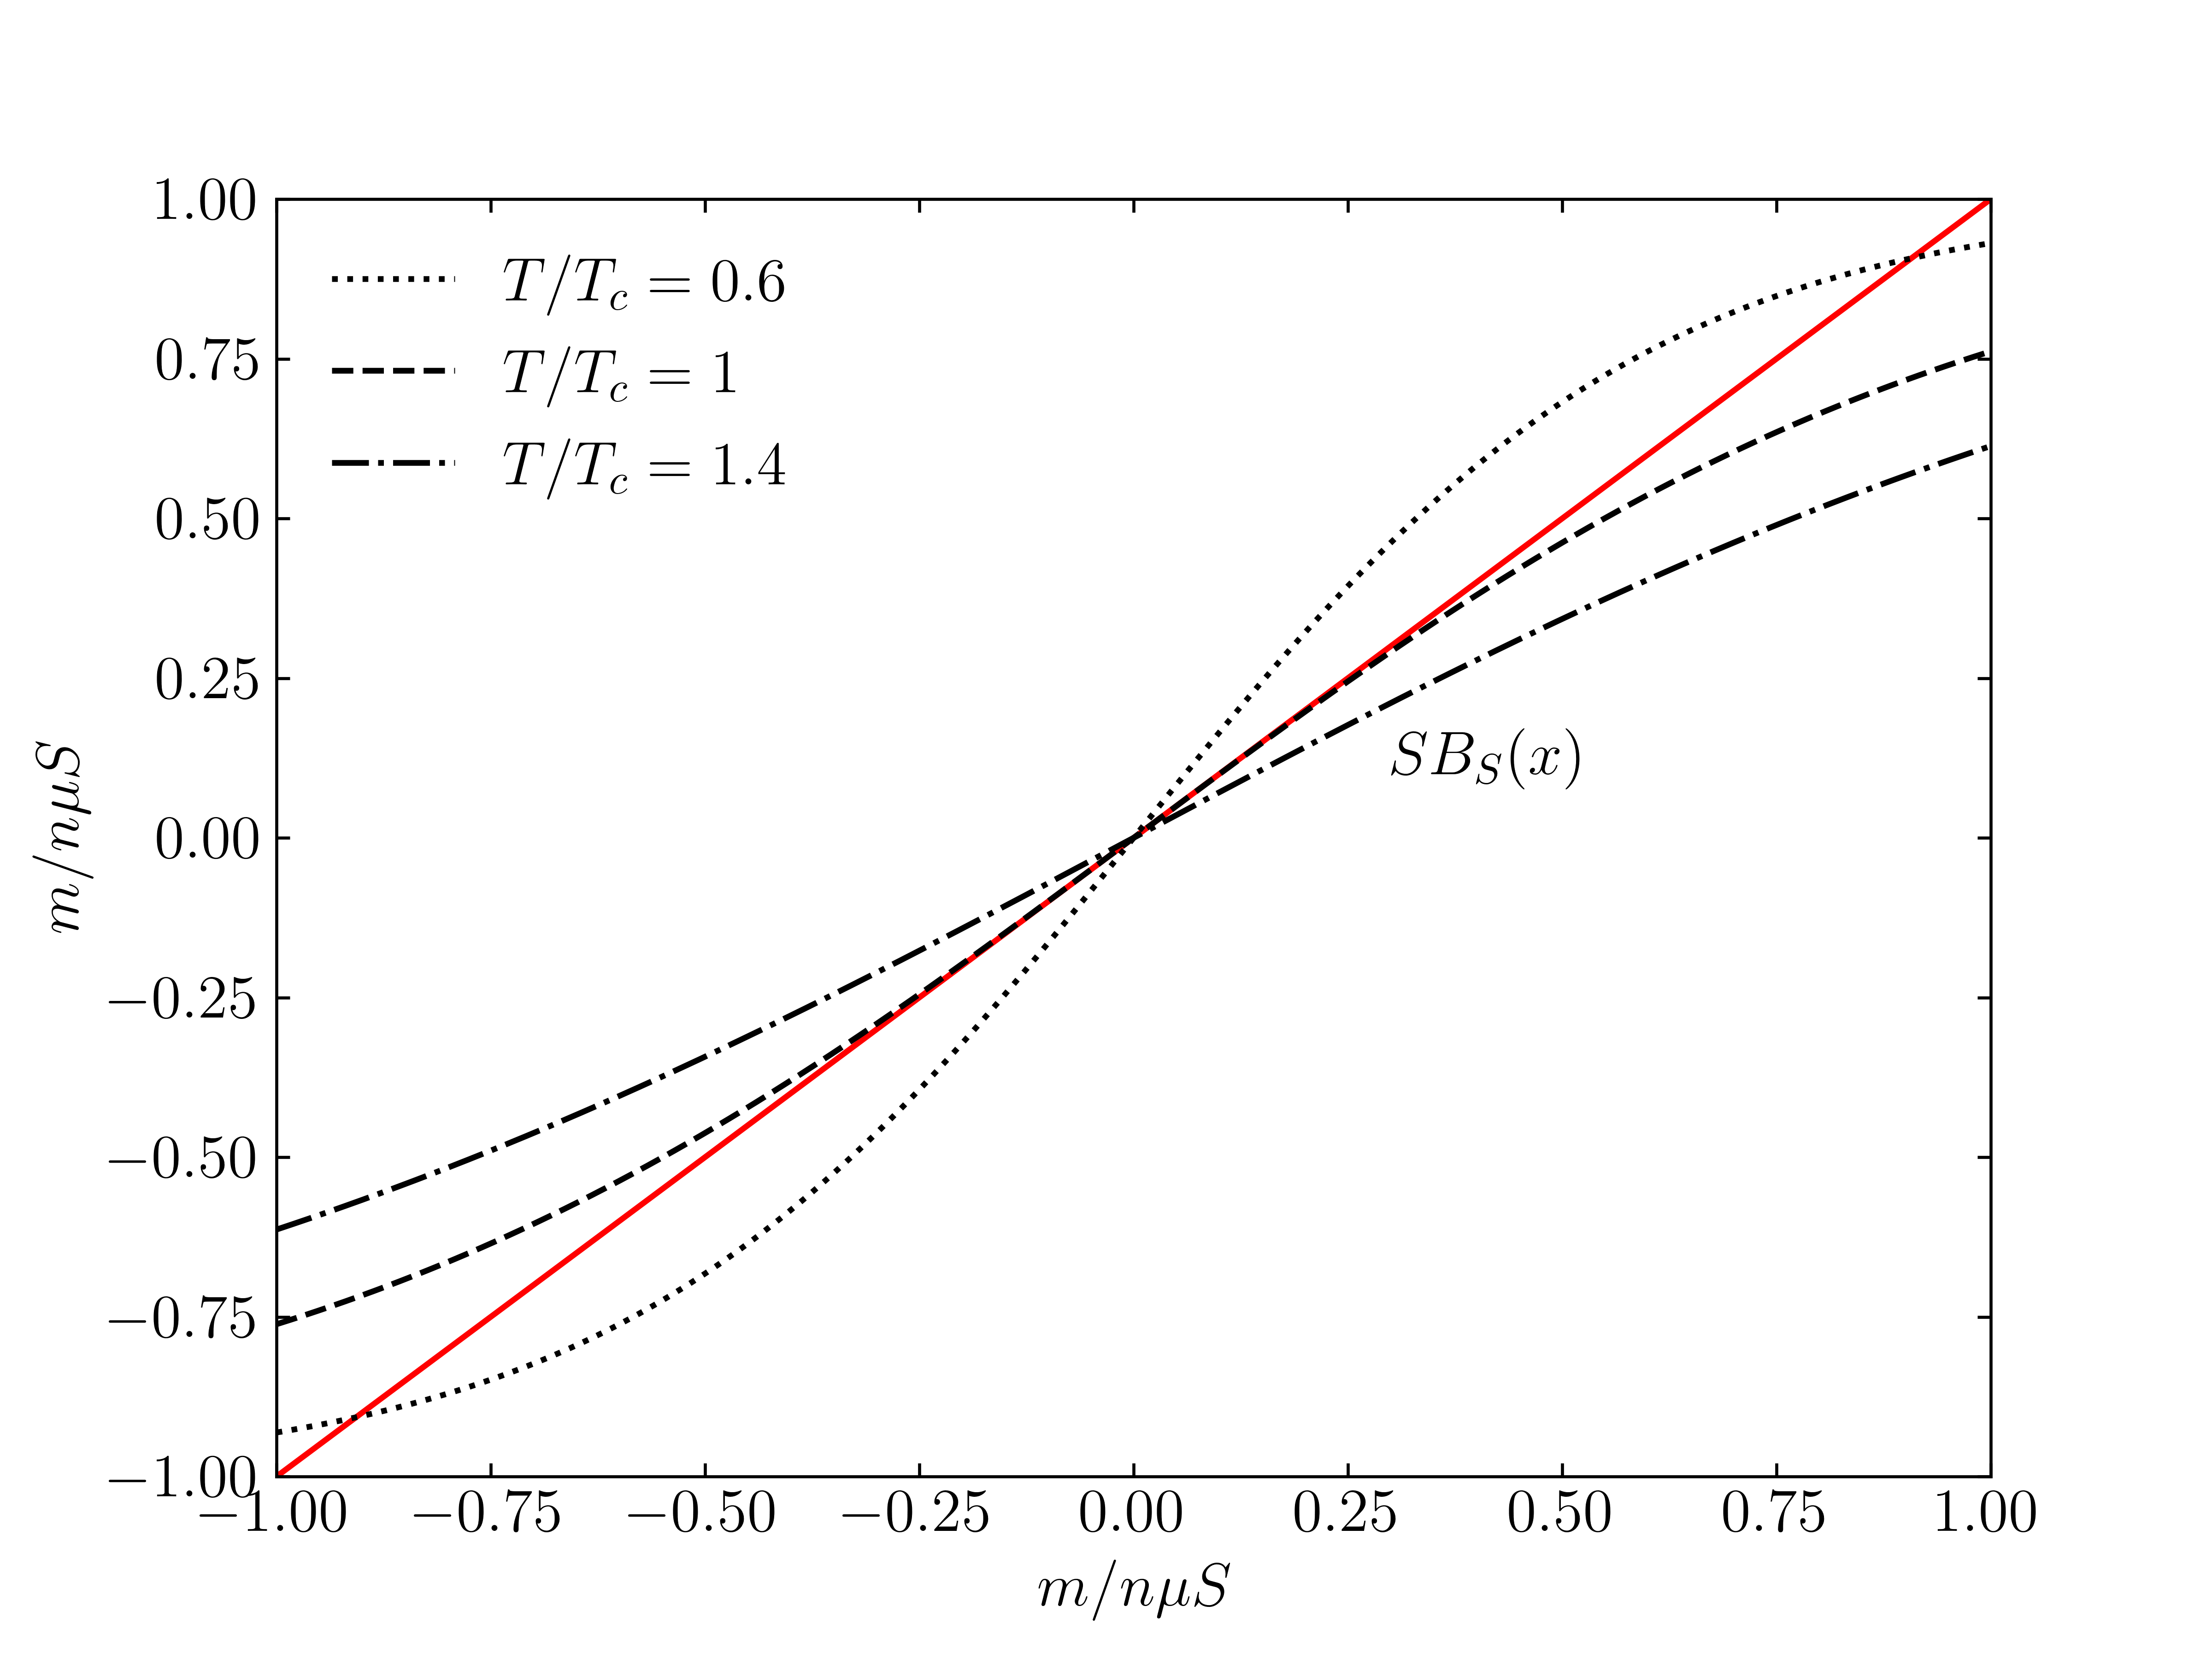 1.00
0.75
0.50
0.25
0.00
−0.25
−0.50
−0.75
−1.00
m/nμS
T/T_c = 0.6
T/T_c = 1
T/T_c = 1.4
SB_S(x)
−1.00 −0.75 −0.50 −0.25 0.00 0.25 0.50 0.75 1.00
m/nμS